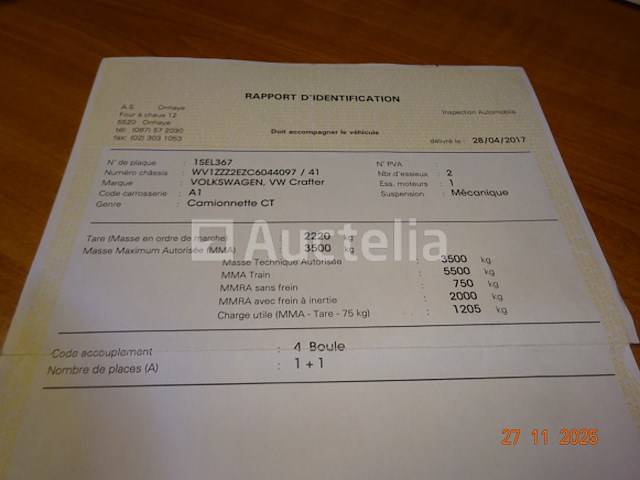 RAPPORT D'IDENTIFICATION
A.S. Onhaye
Four à chaux 12
5520 Onhaye
tél: (087) 57 2030
fax: (02) 303 1053
Inspection Automobile
Doit accompagner le véhicule
délivré le : 28/04/2017
N° de plaque : 1SEL367
Numéro châssis : WV1ZZZ2EZC6044097 / 41
Marque : VOLKSWAGEN, VW Crafter
Code carrosserie : A1
Genre : Camionnette CT
N° PVA :
Nbr d'essieux : 2
Ess. moteurs : 1
Suspension : Mécanique
Tare (Masse en ordre de marche) : 2220 kg
Masse Maximum Autorisée (MMA) : 3500 kg
Masse Technique Autorisée : 3500 kg
MMA Train : 5500 kg
MMRA sans frein : 750 kg
MMRA avec frein à inertie : 2000 kg
Charge utile (MMA - Tare - 75 kg) : 1205 kg
Auctelia
Code accouplement : 4 Boule
Nombre de places (A) : 1 + 1
27 11 2025